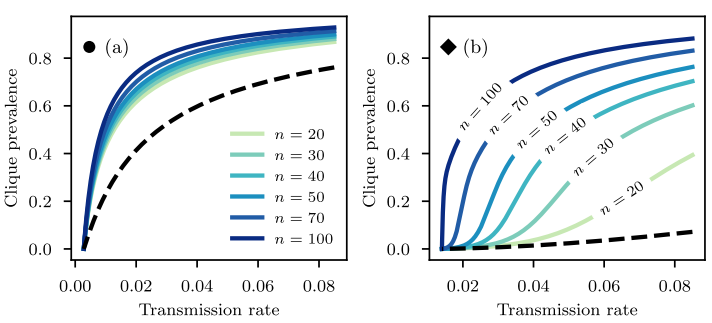 (a)
Clique prevalence
0.8
0.6
0.4
0.2
0.0
n = 20
n = 30
n = 40
n = 50
n = 70
n = 100
0.00 0.02 0.04 0.06 0.08
Transmission rate
(b)
Clique prevalence
0.8
0.6
0.4
0.2
0.0
n = 100
n = 70
n = 50
n = 40
n = 30
n = 20
0.02 0.04 0.06 0.08
Transmission rate